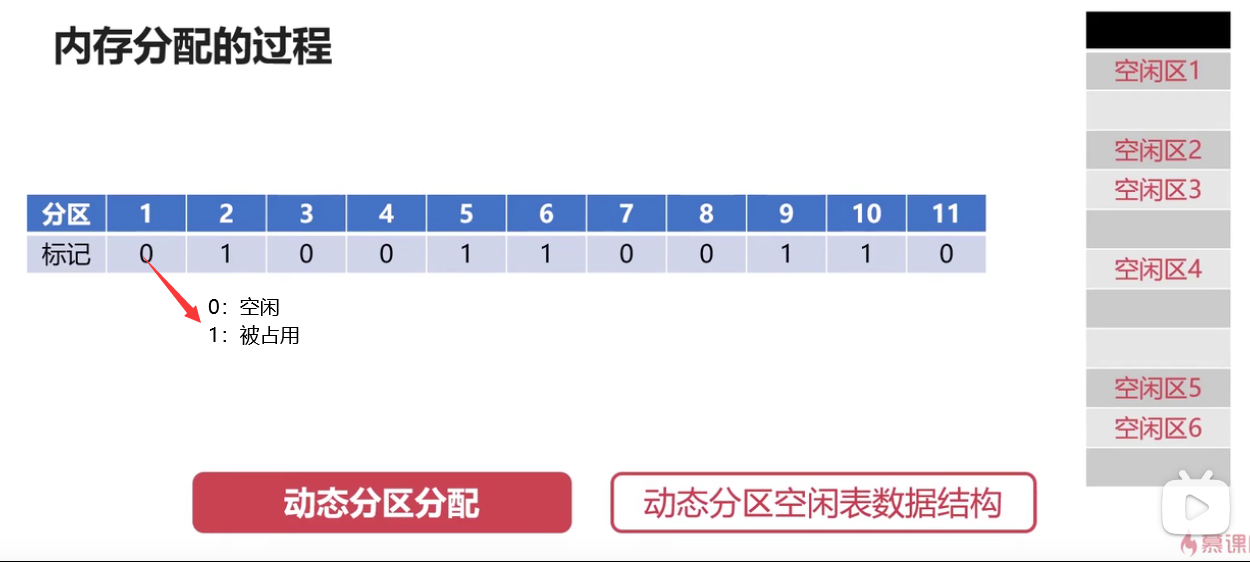 内存分配的过程
空闲区1
空闲区2
空闲区3
空闲区4
空闲区5
空闲区6
分区 1 2 3 4 5 6 7 8 9 10 11
标记 0 1 0 0 1 1 0 0 1 1 0
0：空闲
1：被占用
动态分区分配
动态分区空闲表数据结构
慕课